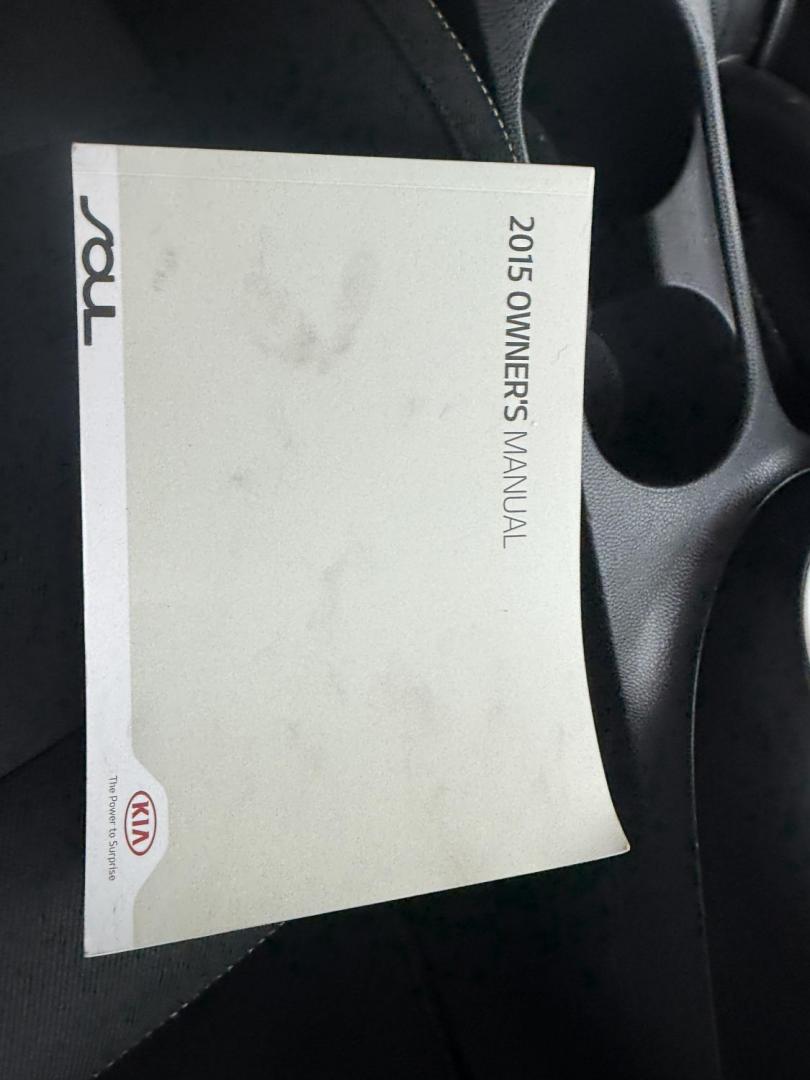 2015 OWNER'S MANUAL
SOUL
KIA
The Power to Surprise